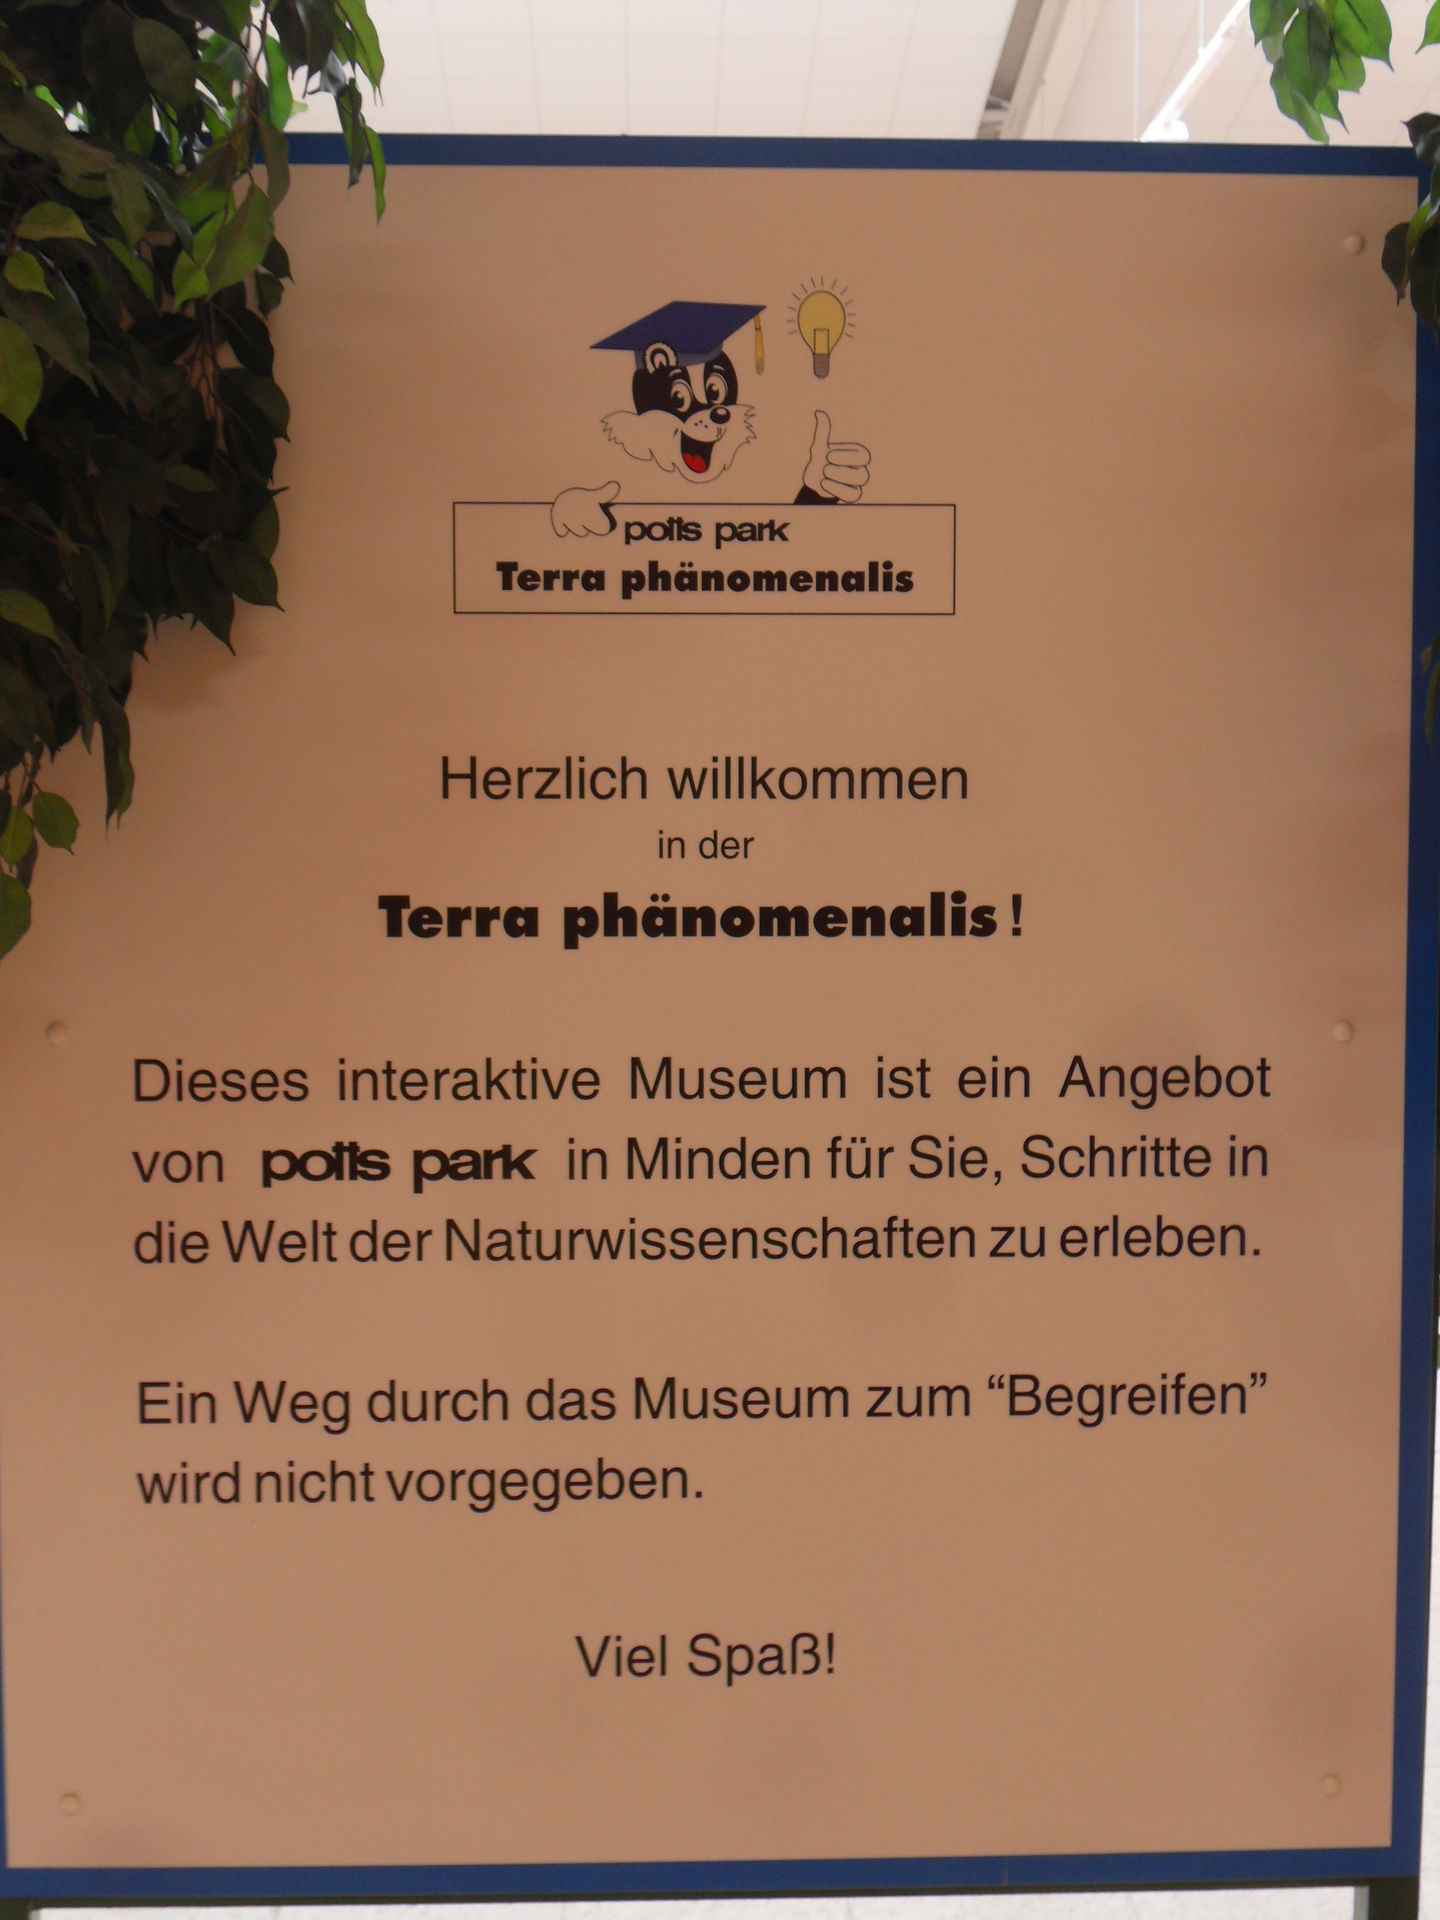 potts park
Terra phänomenalis
Herzlich willkommen
in der
Terra phänomenalis!
Dieses interaktive Museum ist ein Angebot
von potts park in Minden für Sie, Schritte in
die Welt der Naturwissenschaften zu erleben.
Ein Weg durch das Museum zum “Begreifen”
wird nicht vorgegeben.
Viel Spaß!